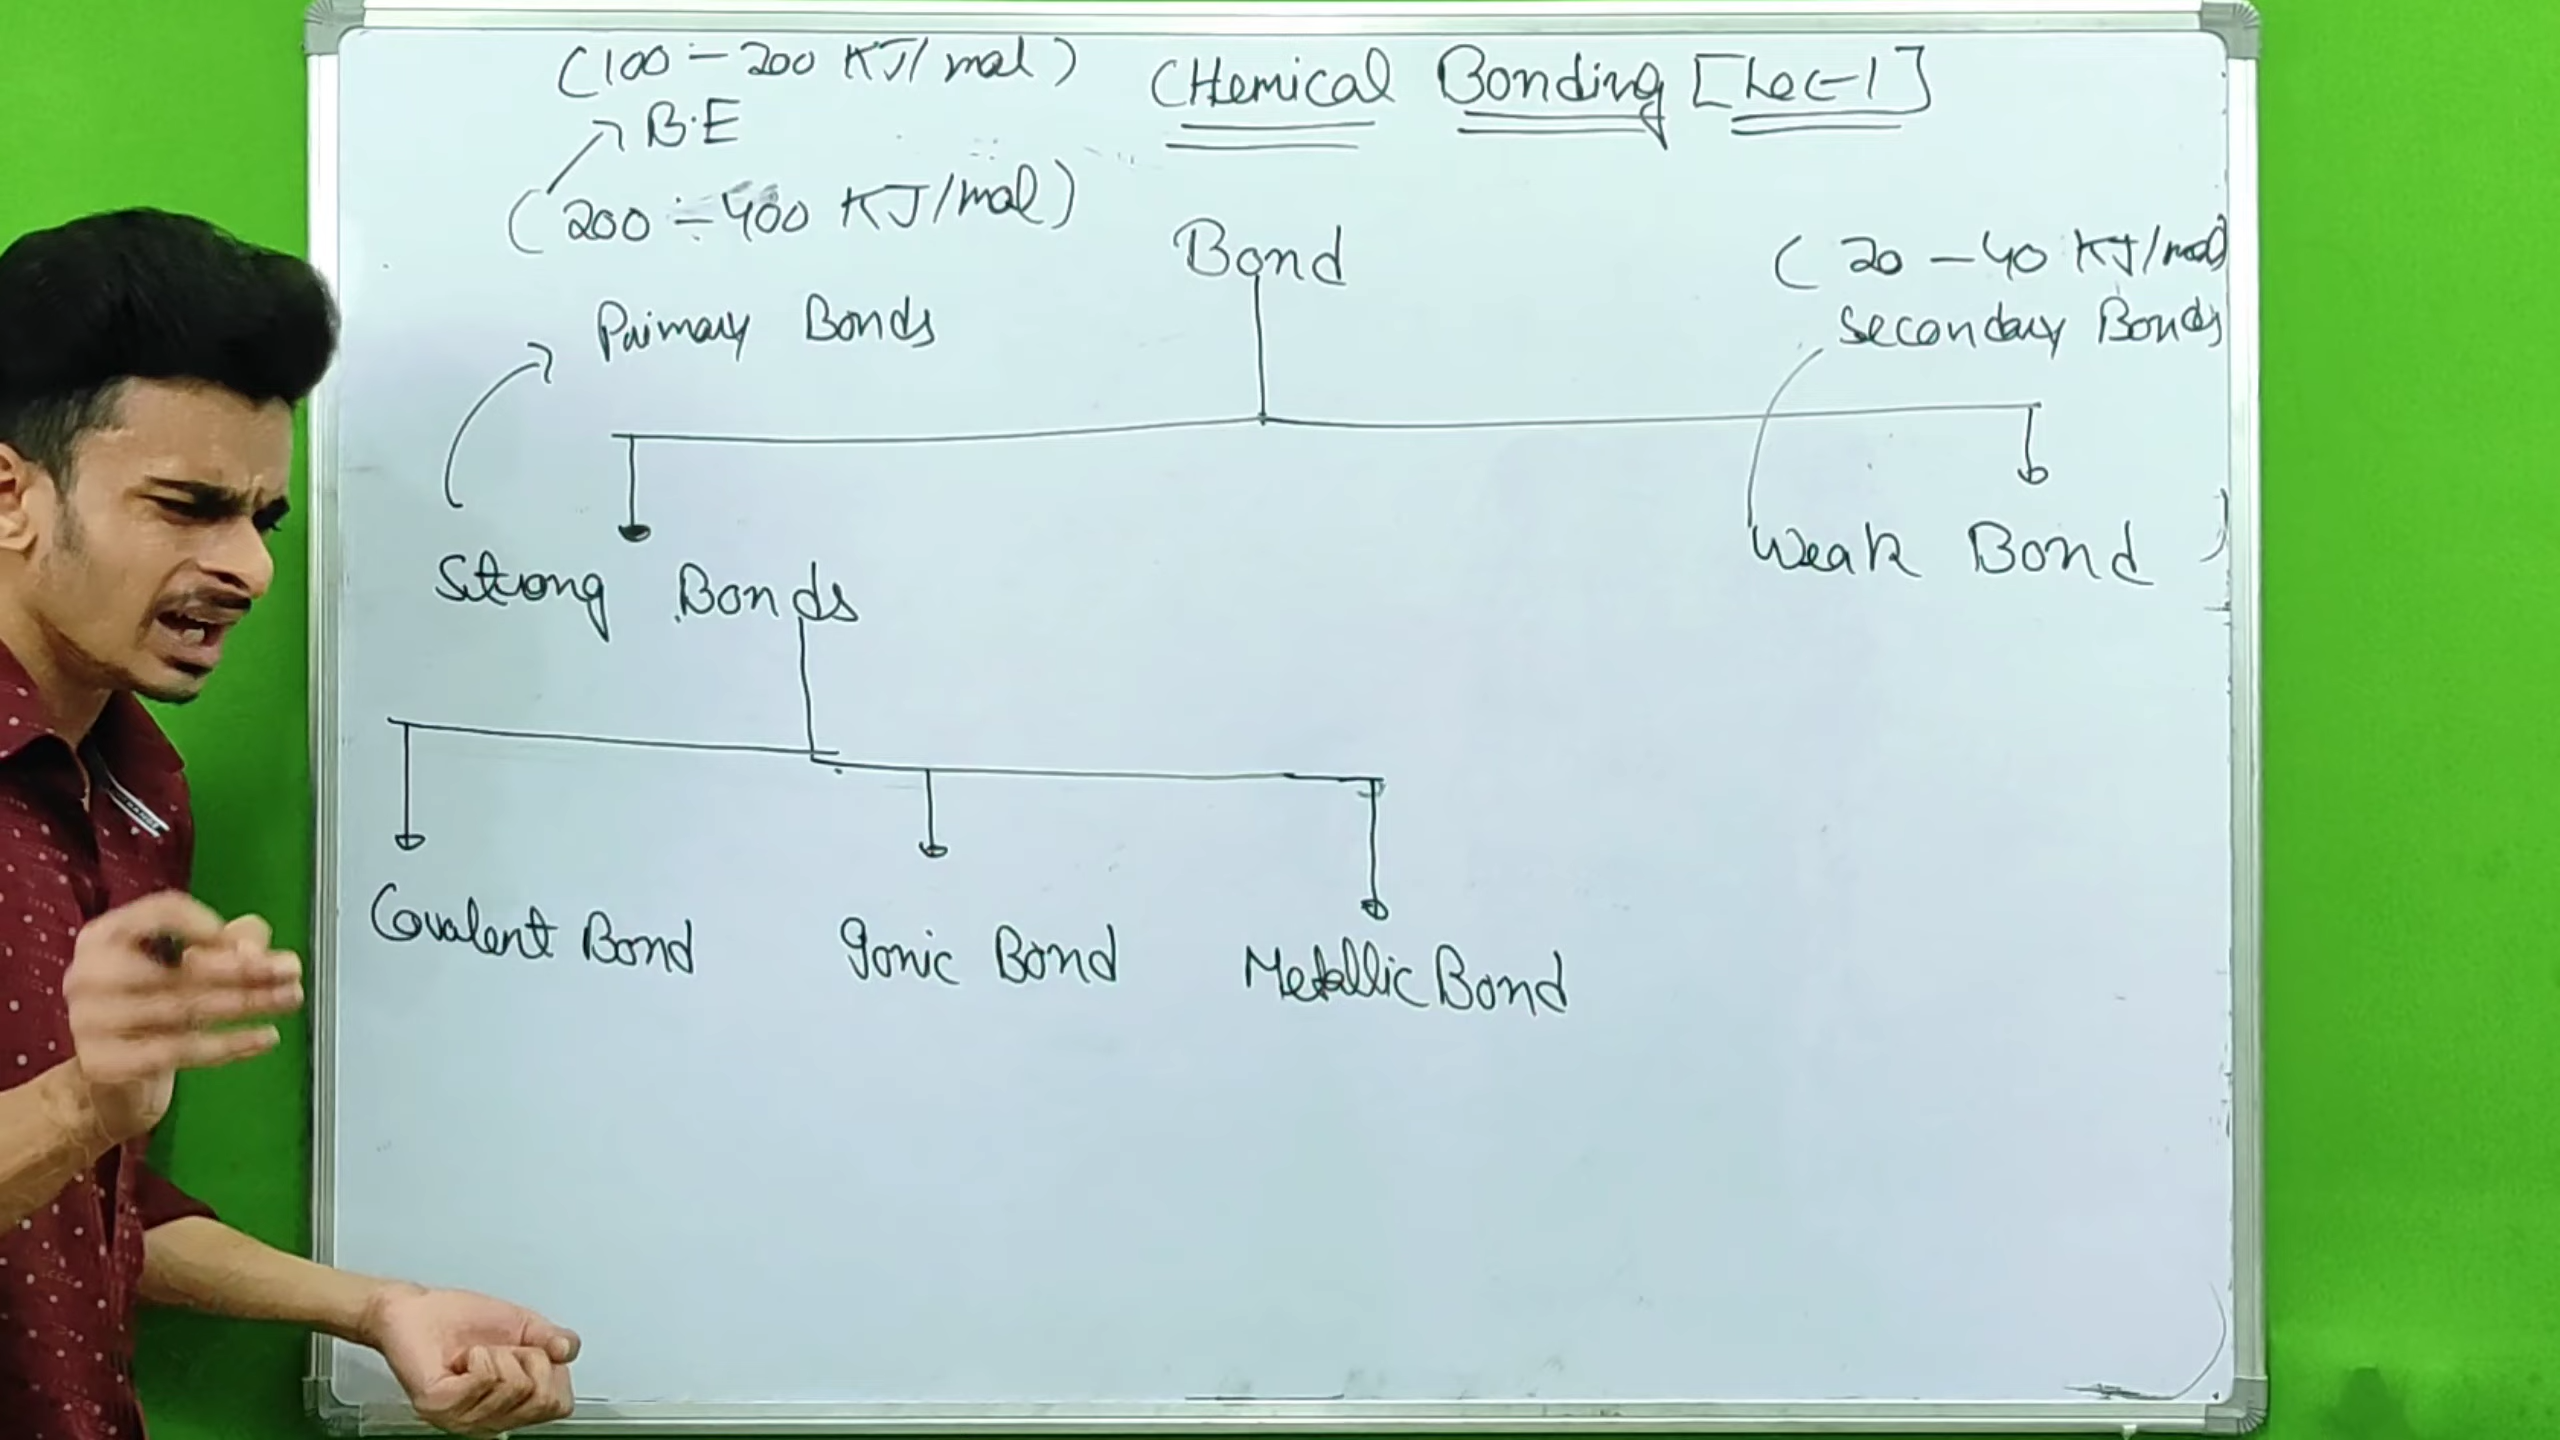 (100 - 200 KJ/mol)
CHemical Bonding [Lec-1]
B.E
(200 - 400 KJ/mol)
Bond
(20 - 40 KJ/mol)
Primary Bonds
Secondary Bonds
Strong Bonds
Weak Bond
Covalent Bond
Ionic Bond
Metallic Bond